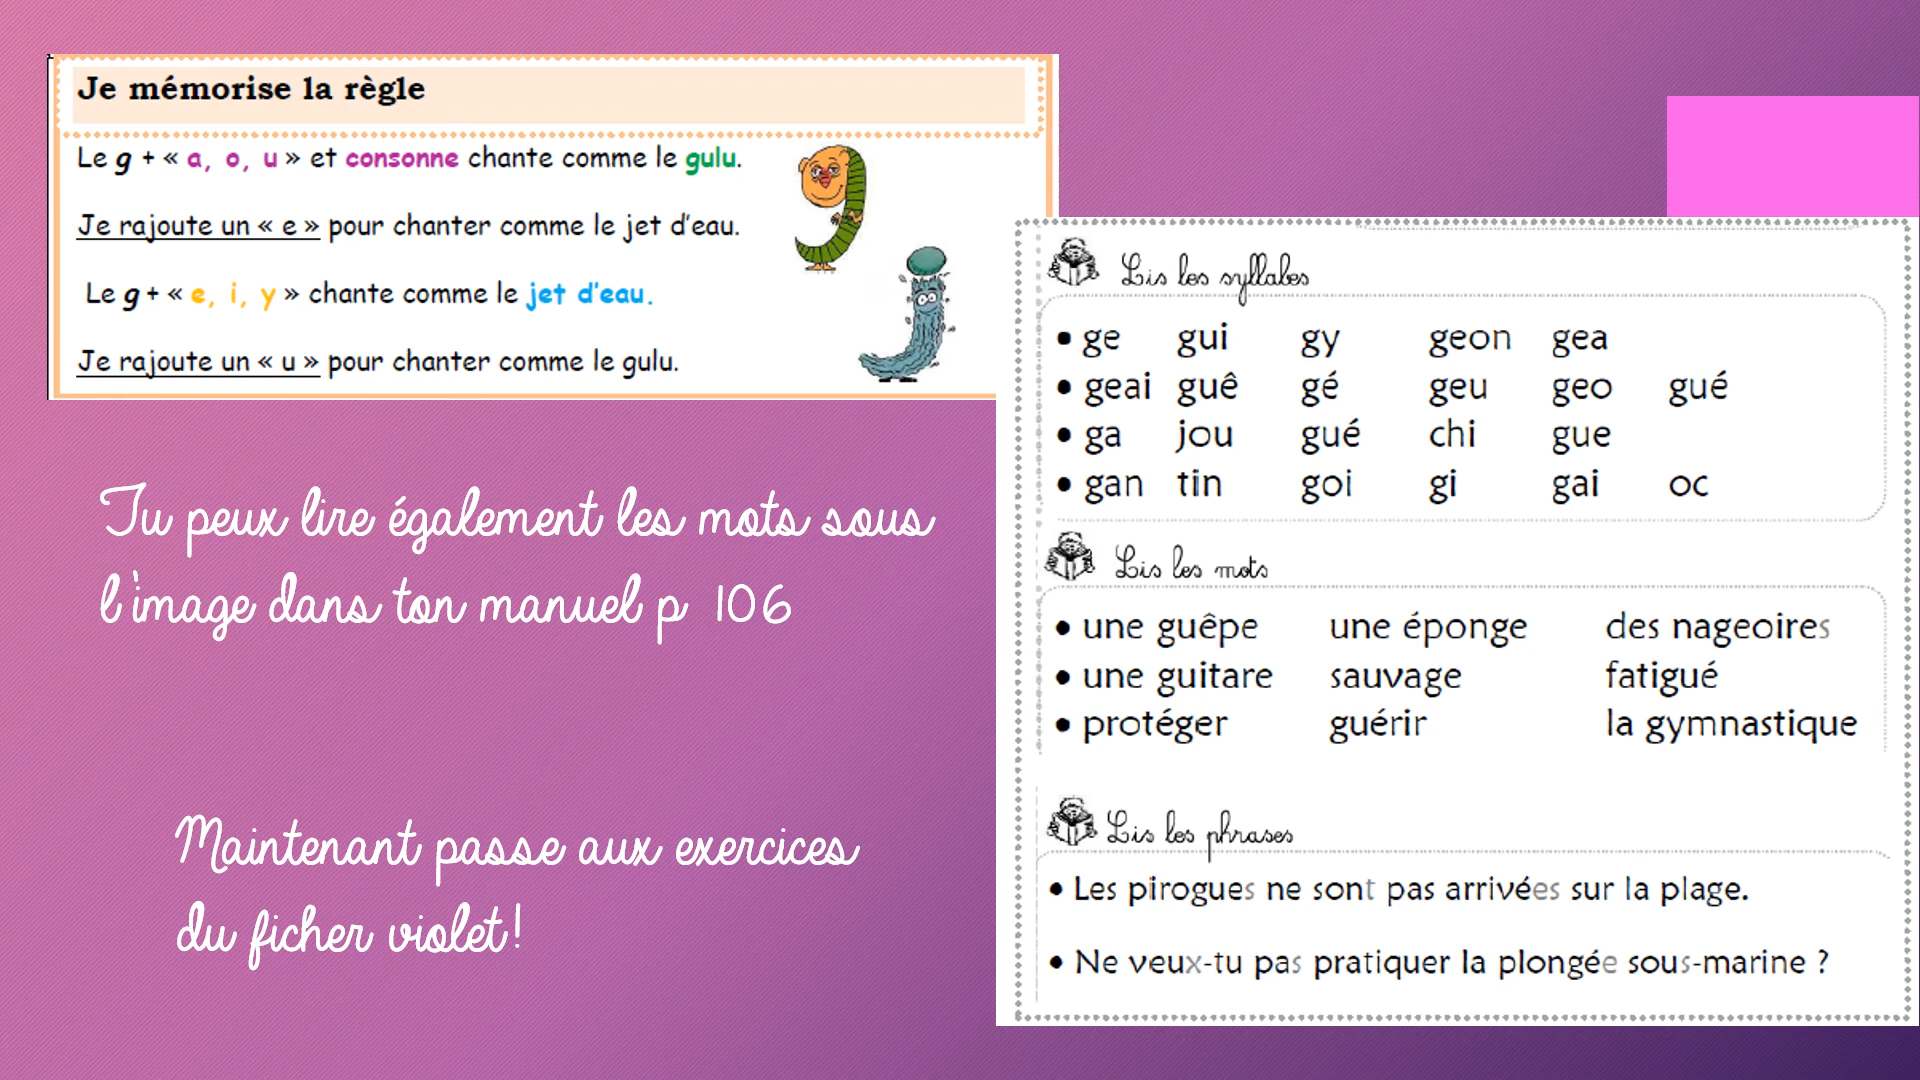 Je mémorise la règle
Le g + « a, o, u » et consonne chante comme le gulu.
Je rajoute un « e » pour chanter comme le jet d'eau.
Le g + « e, i, y » chante comme le jet d'eau.
Je rajoute un « u » pour chanter comme le gulu.
Tu peux lire également les mots sous
l'image dans ton manuel p 106
Maintenant passe aux exercices
du ficher violet!
Lis les syllabes
• ge gui gy geon gea
• geai guê gé geu geo gué
• ga jou gué chi gue
• gan tin goi gi gai oc
Lis les mots
• une guêpe une éponge des nageoires
• une guitare sauvage fatigué
• protéger guérir la gymnastique
Lis les phrases
• Les pirogues ne sont pas arrivées sur la plage.
• Ne veux-tu pas pratiquer la plongée sous-marine ?